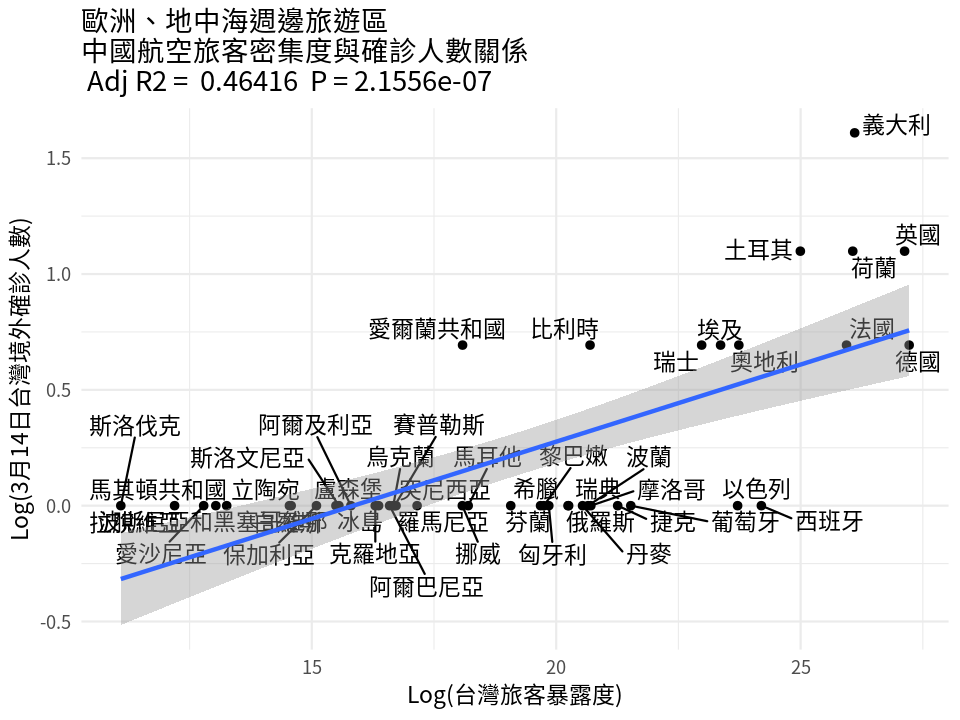 歐洲、地中海週邊旅遊區
中國航空旅客密集度與確診人數關係
Adj R2 = 0.46416 P = 2.1556e-07
Log(3月14日台灣境外確診人數)
1.5
1.0
0.5
0.0
-0.5
義大利
英國
土耳其
荷蘭
愛爾蘭共和國
比利時
埃及
法國
瑞士
奧地利
德國
斯洛伐克
阿爾及利亞
賽普勒斯
斯洛文尼亞
烏克蘭
馬耳他
黎巴嫩
波蘭
馬其頓共和國
立陶宛
盧森堡
突尼西亞
希臘
瑞典
摩洛哥
以色列
冰島
羅馬尼亞
芬蘭
俄羅斯
捷克
葡萄牙
西班牙
愛沙尼亞
保加利亞
克羅地亞
挪威
匈牙利
丹麥
阿爾巴尼亞
15
20
25
Log(台灣旅客暴露度)